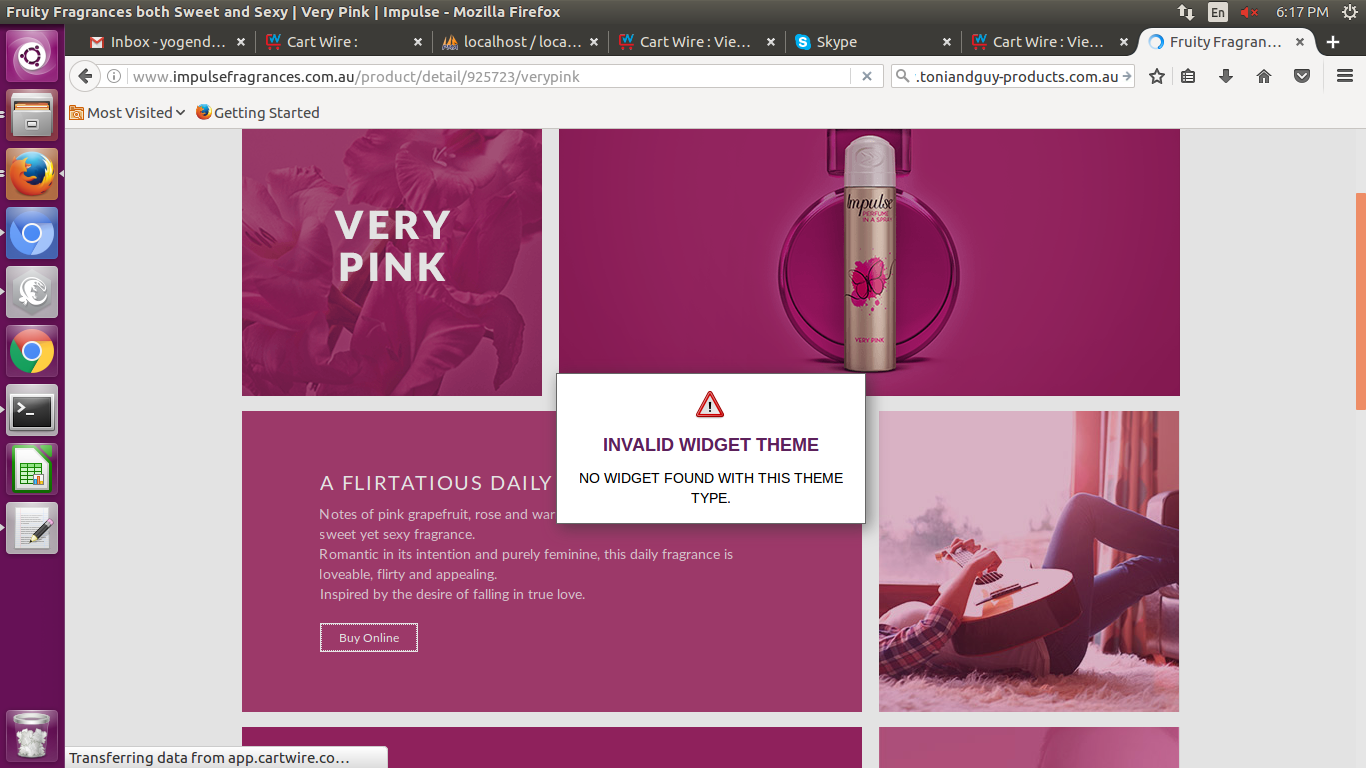 Fruity Fragrances both Sweet and Sexy | Very Pink | Impulse - Mozilla Firefox
En
6:17 PM
Inbox - yogend...
Cart Wire :
localhost / loca...
Cart Wire : Vie...
Skype
Cart Wire : Vie...
Fruity Fragran...
www.impulsefragrances.com.au/product/detail/925723/verypink
.toniandguy-products.com.au
Most Visited
Getting Started
VERY
PINK
Impulse
PERFUME
IN A SPRAY
VERY PINK
INVALID WIDGET THEME
NO WIDGET FOUND WITH THIS THEME
TYPE.
A FLIRTATIOUS DAILY
Notes of pink grapefruit, rose and war
sweet yet sexy fragrance.
Romantic in its intention and purely feminine, this daily fragrance is
loveable, flirty and appealing.
Inspired by the desire of falling in true love.
Buy Online
Transferring data from app.cartwire.co...